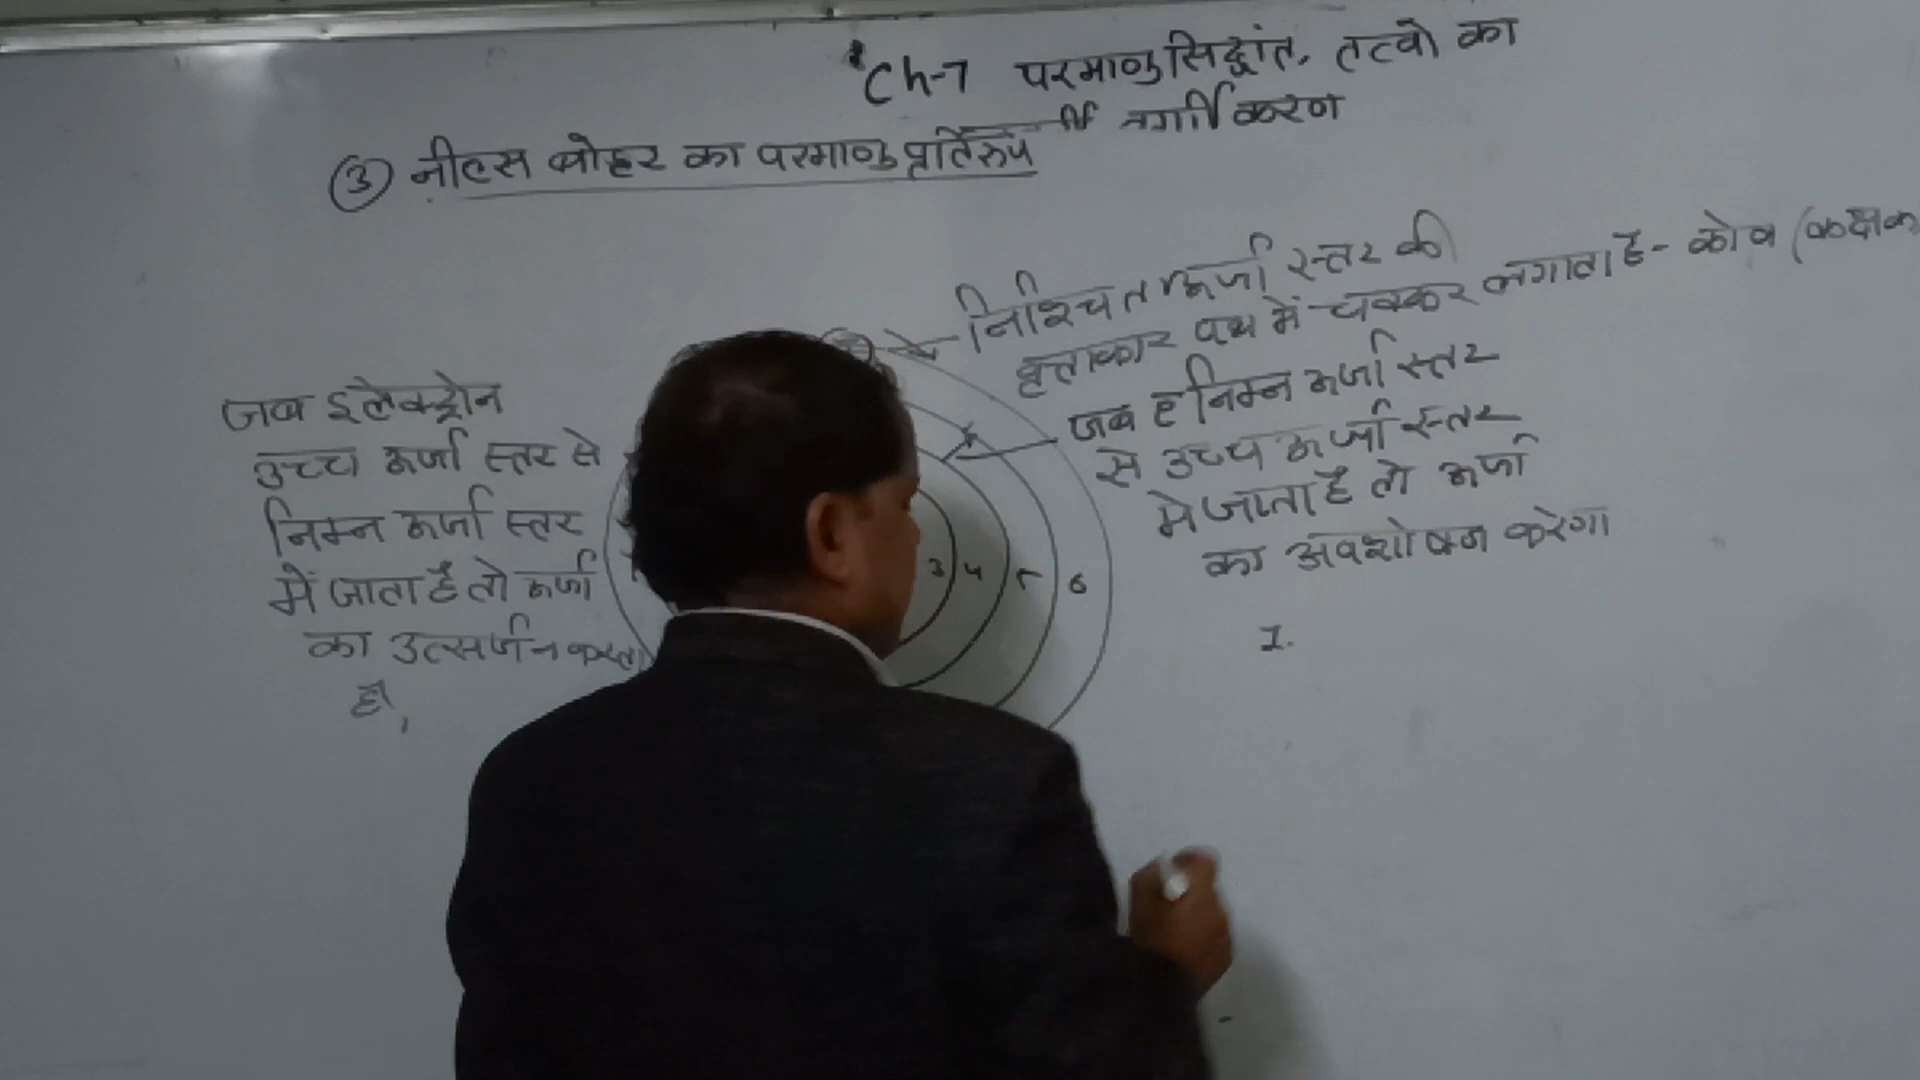 Ch-7 परमाणु सिद्धांत, तत्वो का
वर्गीकरण
③ नील्स बोहर का परमाणु प्रतिरुप
निश्चित ऊर्जा स्तर की
वृत्ताकार पथ में चक्कर लगाता है - कोष (कक्षक
जब e निम्न ऊर्जा स्तर
से उच्च ऊर्जा स्तर
मे जाता है तो ऊर्जा
का अवशोषण करेगा
1.
जब इलेक्ट्रोन
उच्च ऊर्जा स्तर से
निम्न ऊर्जा स्तर
में जाता है तो ऊर्जा
का उत्सर्जन करता
है,
3 4 5 6